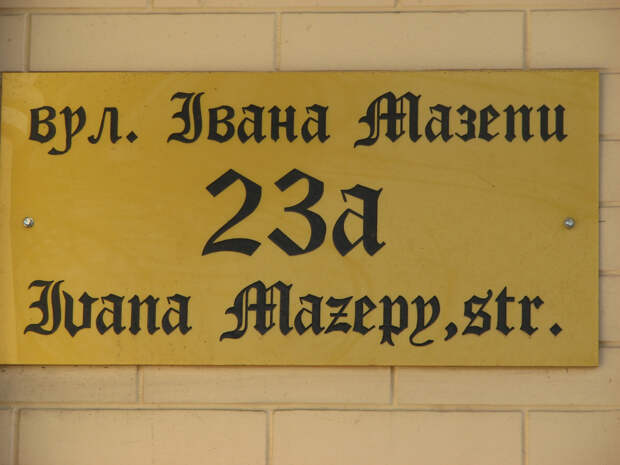 вул. Івана Мазепи
23а
Ivana Mazepy,str.